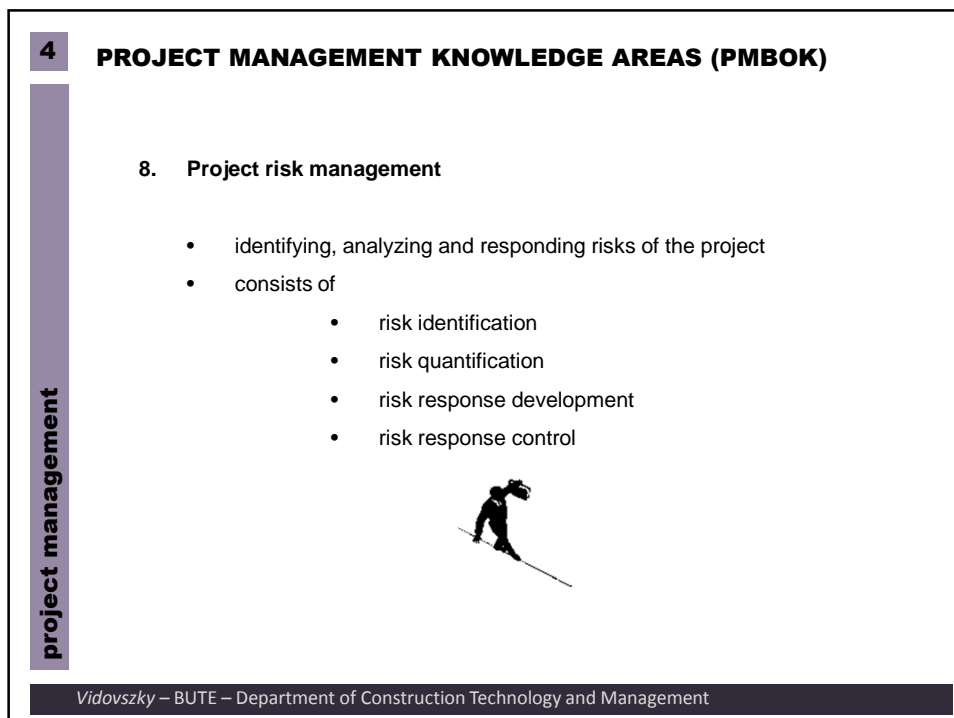 4
PROJECT MANAGEMENT KNOWLEDGE AREAS (PMBOK)
8. Project risk management
• identifying, analyzing and responding risks of the project
• consists of
• risk identification
• risk quantification
• risk response development
• risk response control
project management
Vidovszky – BUTE – Department of Construction Technology and Management